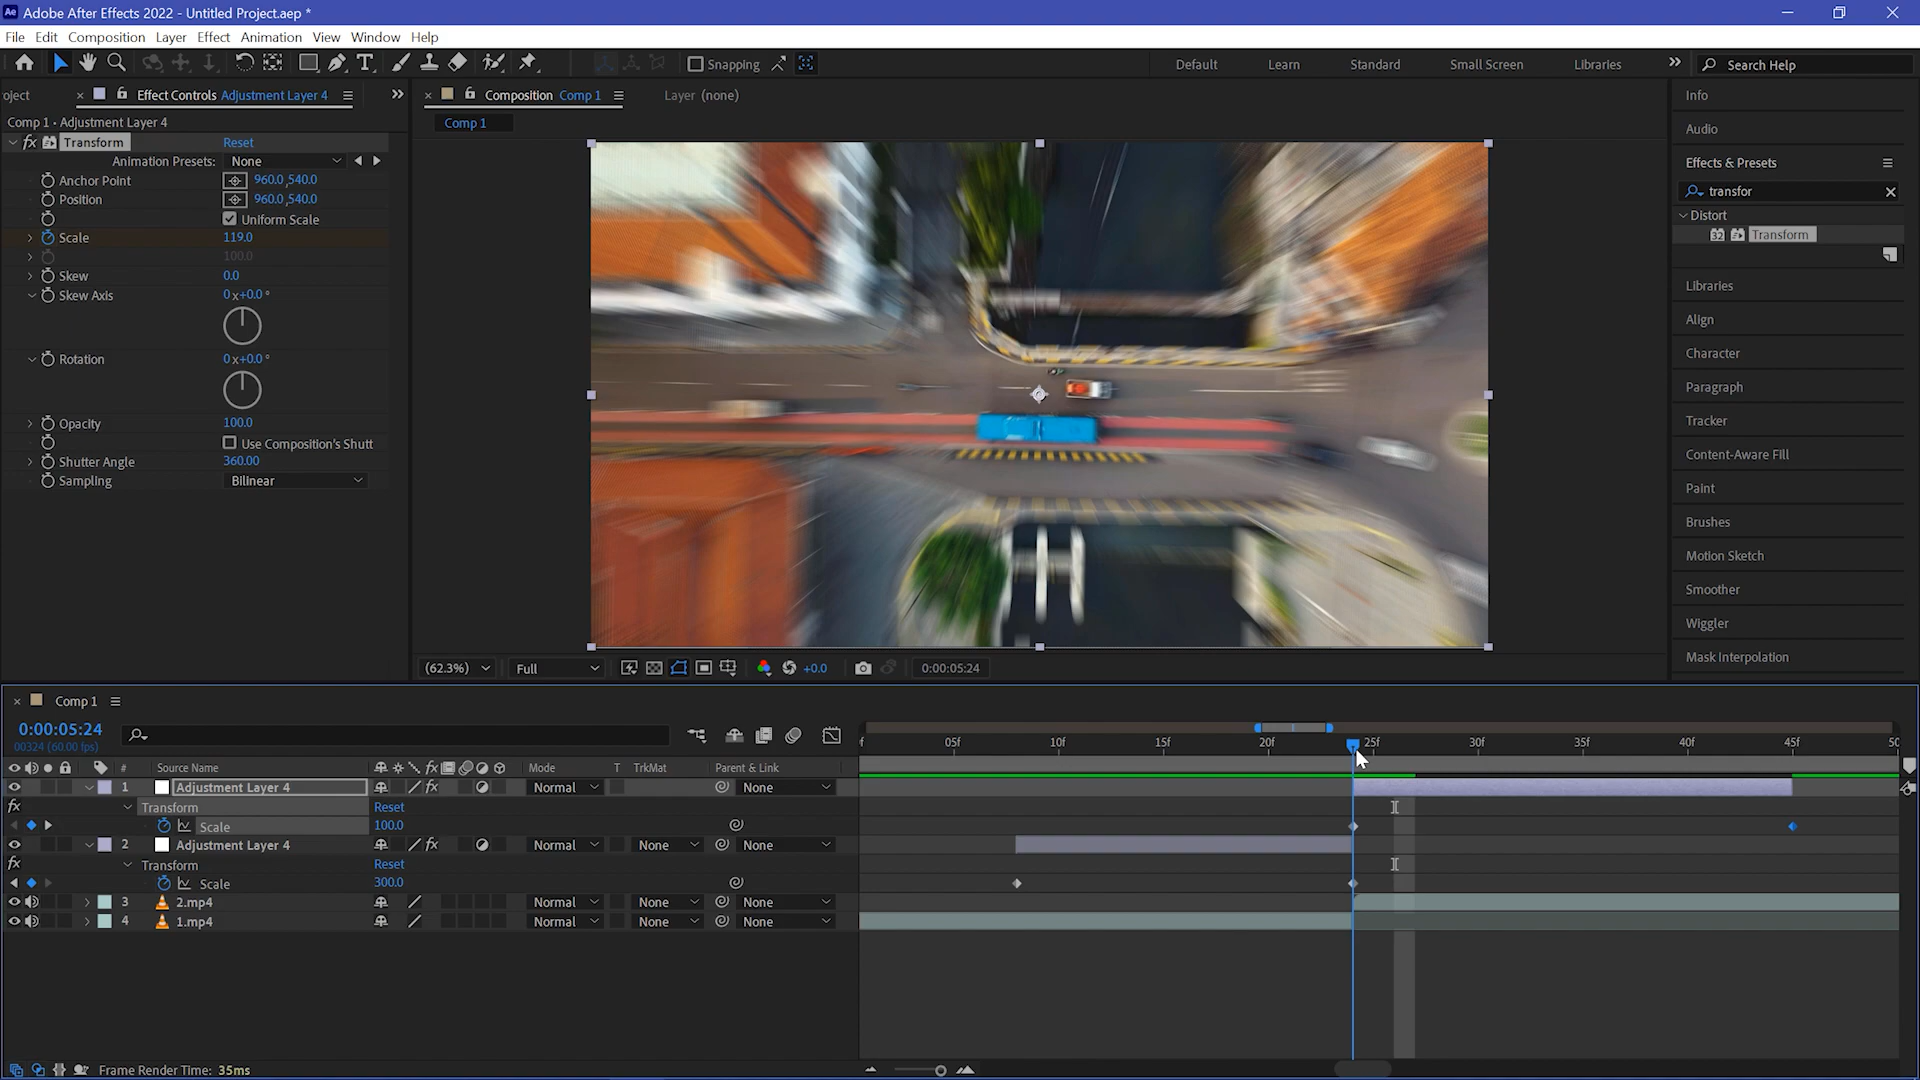 Ae Adobe After Effects 2022 - Untitled Project.aep *
File Edit Composition Layer Effect Animation View Window Help
Snapping Default Learn Standard Small Screen Libraries Search Help
oject Effect Controls Adjustment Layer 4 Composition Comp 1 Layer (none)
Comp 1 • Adjustment Layer 4
Comp 1
fx Transform Reset
Animation Presets: None
Anchor Point 960.0,540.0
Position 960.0,540.0
Uniform Scale
Scale 119.0
100.0
Skew 0.0
Skew Axis 0x+0.0°
Rotation 0x+0.0°
Opacity 100.0
Use Composition's Shutt
Shutter Angle 360.00
Sampling Bilinear
Info
Audio
Effects & Presets
transfor
Distort
32 Transform
Libraries
Align
Character
Paragraph
Tracker
Content-Aware Fill
Paint
Brushes
Motion Sketch
Smoother
Wiggler
Mask Interpolation
(62.3%) Full +0.0 0:00:05:24
Comp 1
0:00:05:24
00324 (60.00 fps)
f 05f 10f 15f 20f 25f 30f 35f 40f 45f 50
# Source Name fx Mode T TrkMat Parent & Link
1 Adjustment Layer 4 fx Normal None
fx Transform Reset
Scale 100.0
2 Adjustment Layer 4 fx Normal None None
fx Transform Reset
Scale 300.0
3 2.mp4 Normal None None
4 1.mp4 Normal None None
Frame Render Time: 35ms